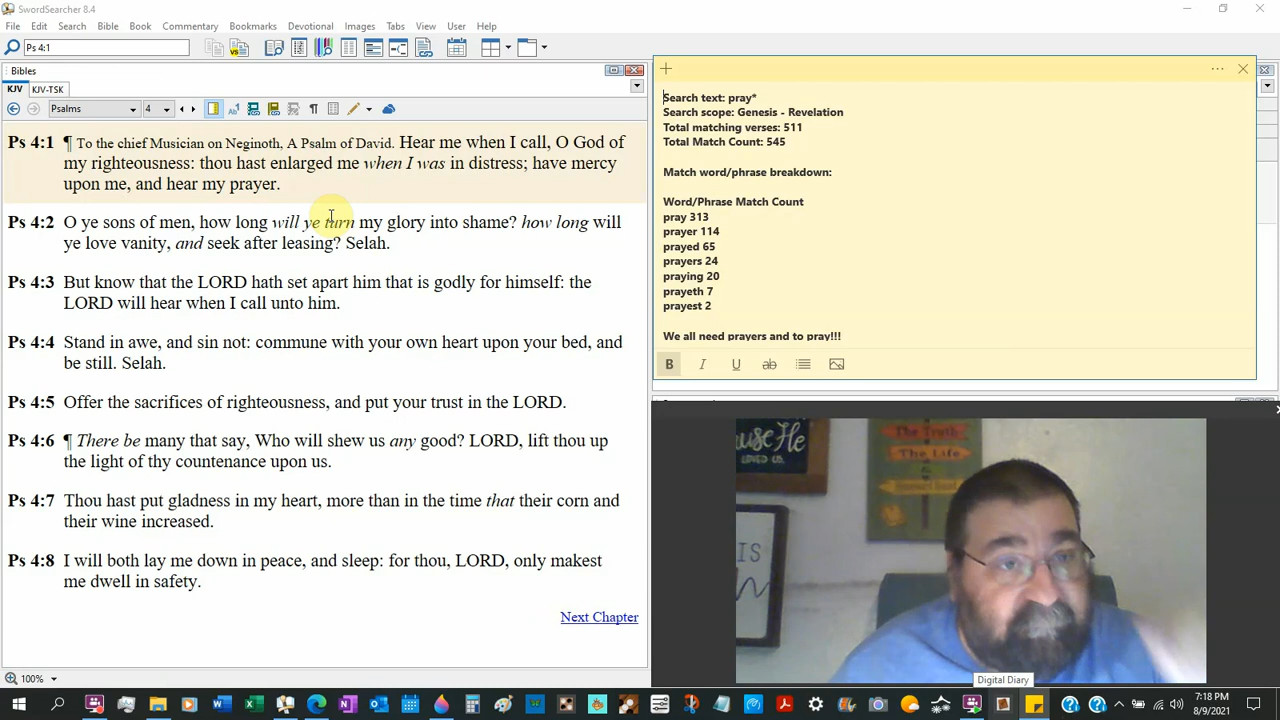 SwordSearcher 8.4
File Edit Search Bible Book Commentary Bookmarks Devotional Images Tabs View User Help
Ps 4:1
Bibles
KJV KJV-TSK
Psalms 4
Ps 4:1 ¶ To the chief Musician on Neginoth, A Psalm of David. Hear me when I call, O God of
my righteousness: thou hast enlarged me when I was in distress; have mercy
upon me, and hear my prayer.
Ps 4:2 O ye sons of men, how long will ye turn my glory into shame? how long will
ye love vanity, and seek after leasing? Selah.
Ps 4:3 But know that the LORD hath set apart him that is godly for himself: the
LORD will hear when I call unto him.
Ps 4:4 Stand in awe, and sin not: commune with your own heart upon your bed, and
be still. Selah.
Ps 4:5 Offer the sacrifices of righteousness, and put your trust in the LORD.
Ps 4:6 ¶ There be many that say, Who will shew us any good? LORD, lift thou up
the light of thy countenance upon us.
Ps 4:7 Thou hast put gladness in my heart, more than in the time that their corn and
their wine increased.
Ps 4:8 I will both lay me down in peace, and sleep: for thou, LORD, only makest
me dwell in safety.
Next Chapter
100%
Search text: pray*
Search scope: Genesis - Revelation
Total matching verses: 511
Total Match Count: 545
Match word/phrase breakdown:
Word/Phrase Match Count
pray 313
prayer 114
prayed 65
prayers 24
praying 20
prayeth 7
prayest 2
We all need prayers and to pray!!!
B I U ab
He
LOVED US.
The Truth
The Life
IS
Digital Diary
7:18 PM
8/9/2021